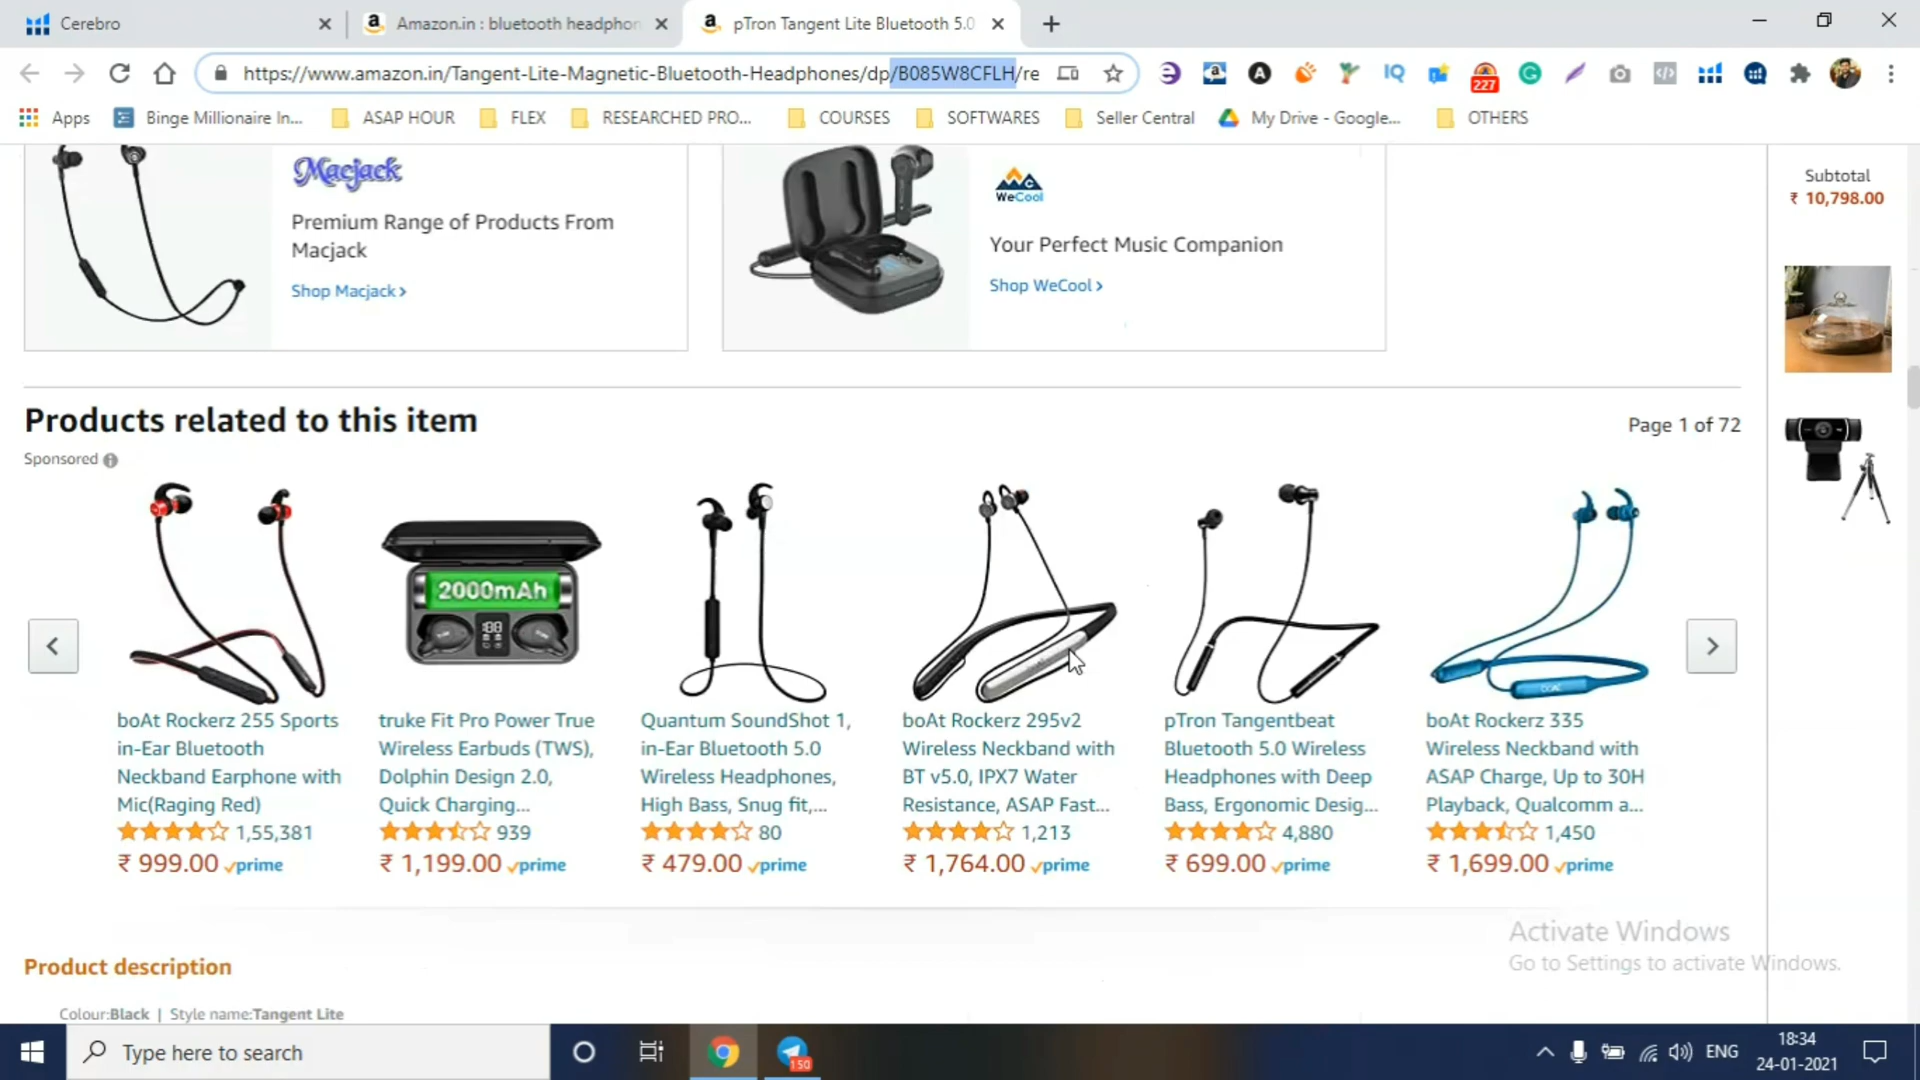 Cerebro
Amazon.in : bluetooth headphon
pTron Tangent Lite Bluetooth 5.0
https://www.amazon.in/Tangent-Lite-Magnetic-Bluetooth-Headphones/dp/B085W8CFLH/re
227
Apps
Binge Millionaire In...
ASAP HOUR
FLEX
RESEARCHED PRO...
COURSES
SOFTWARES
Seller Central
My Drive - Google...
OTHERS
Macjack
Premium Range of Products From
Macjack
Shop Macjack ›
WeCool
Your Perfect Music Companion
Shop WeCool ›
Subtotal
₹ 10,798.00
Products related to this item
Page 1 of 72
Sponsored
2000mAh
boAt Rockerz 255 Sports
in-Ear Bluetooth
Neckband Earphone with
Mic(Raging Red)
1,55,381
₹ 999.00 prime
truke Fit Pro Power True
Wireless Earbuds (TWS),
Dolphin Design 2.0,
Quick Charging...
939
₹ 1,199.00 prime
Quantum SoundShot 1,
in-Ear Bluetooth 5.0
Wireless Headphones,
High Bass, Snug fit,...
80
₹ 479.00 prime
boAt Rockerz 295v2
Wireless Neckband with
BT v5.0, IPX7 Water
Resistance, ASAP Fast...
1,213
₹ 1,764.00 prime
pTron Tangentbeat
Bluetooth 5.0 Wireless
Headphones with Deep
Bass, Ergonomic Desig...
4,880
₹ 699.00 prime
boAt Rockerz 335
Wireless Neckband with
ASAP Charge, Up to 30H
Playback, Qualcomm a...
1,450
₹ 1,699.00 prime
Activate Windows
Go to Settings to activate Windows.
Product description
Colour:Black | Style name:Tangent Lite
Type here to search
150
ENG
18:34
24-01-2021